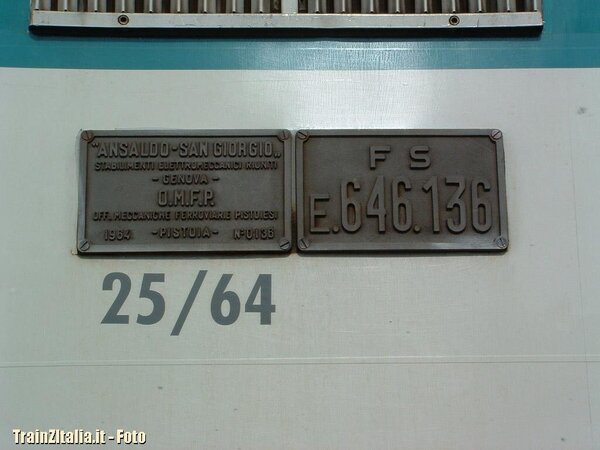 "ANSALDO-SAN GIORGIO„
STABILIMENTI ELETTROMECCANICI RIUNITI
- GENOVA -
O.M.F.P.
OFF. MECCANICHE FERROVIARIE PISTOIESI
1964 - PISTOIA - N°0136
F S
E.646.136
25/64
TrainZItalia.it - Foto